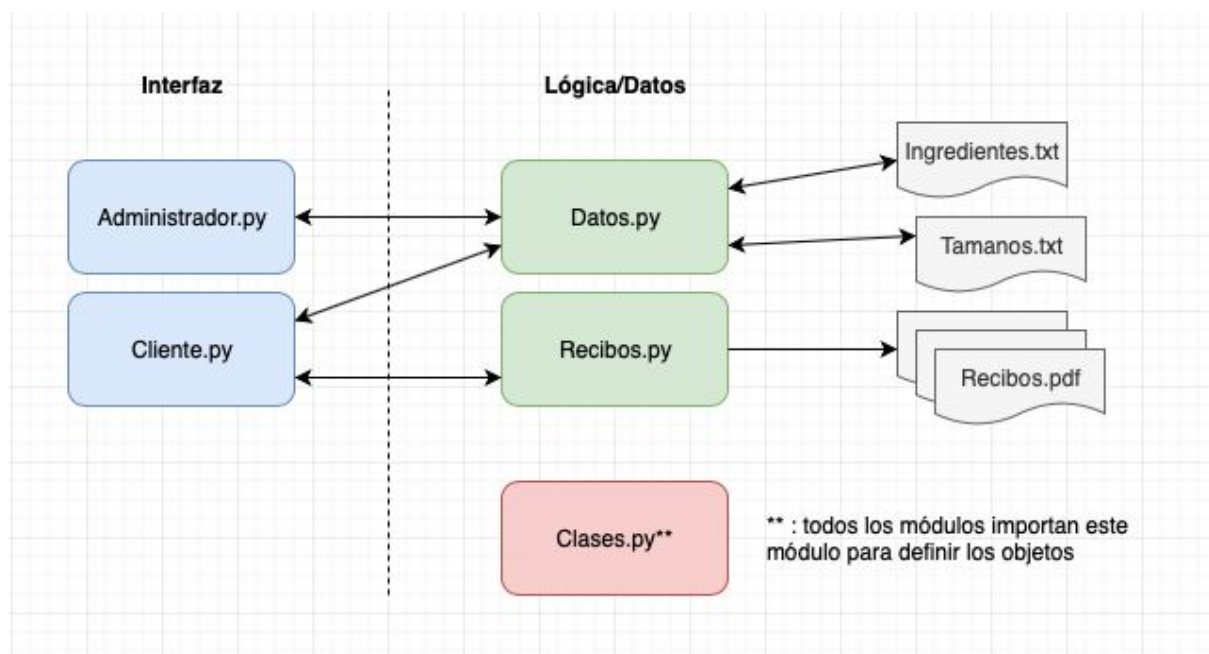 Interfaz
Lógica/Datos
Ingredientes.txt
Administrador.py
Datos.py
Tamanos.txt
Cliente.py
Recibos.py
Recibos.pdf
Clases.py**
** : todos los módulos importan este
módulo para definir los objetos